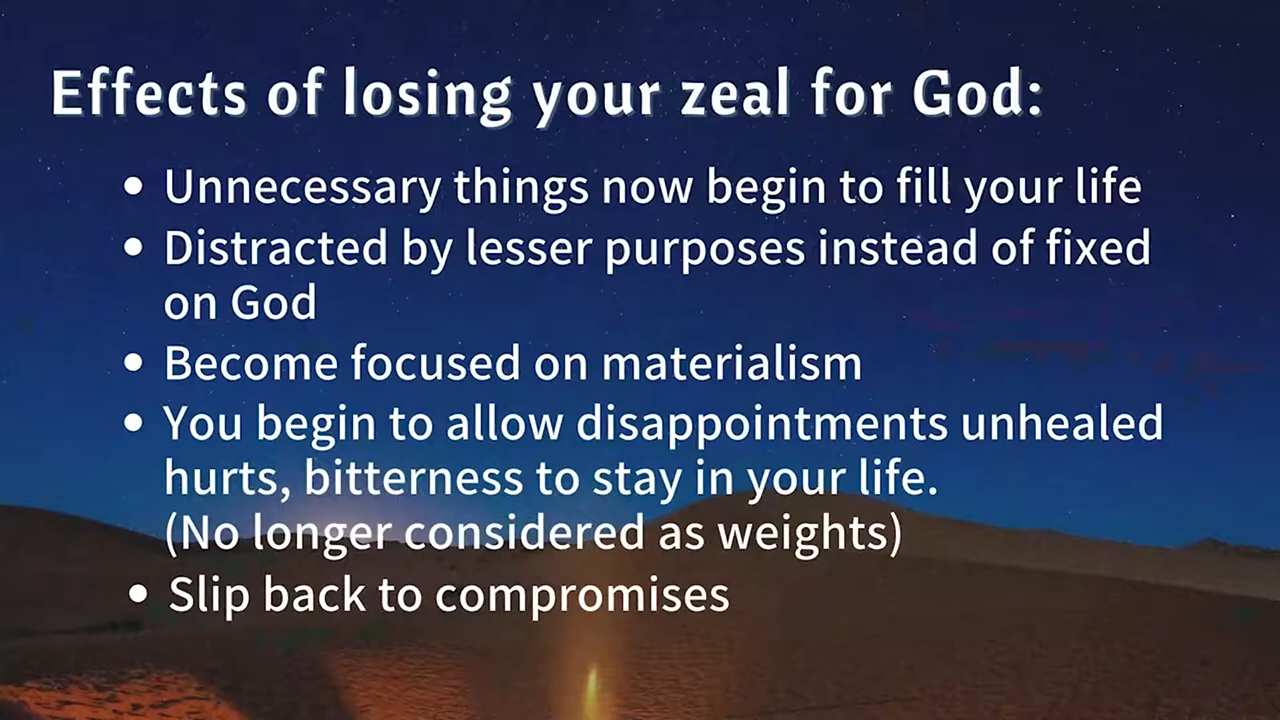 Effects of losing your zeal for God:
• Unnecessary things now begin to fill your life
• Distracted by lesser purposes instead of fixed
on God
• Become focused on materialism
• You begin to allow disappointments unhealed
hurts, bitterness to stay in your life.
(No longer considered as weights)
• Slip back to compromises